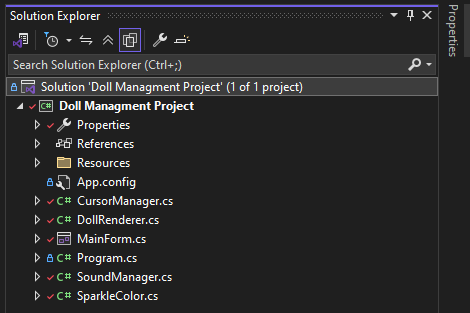 Solution Explorer
Properties
Search Solution Explorer (Ctrl+;)
Solution 'Doll Managment Project' (1 of 1 project)
C# Doll Managment Project
Properties
References
Resources
App.config
C# CursorManager.cs
C# DollRenderer.cs
MainForm.cs
C# Program.cs
C# SoundManager.cs
C# SparkleColor.cs